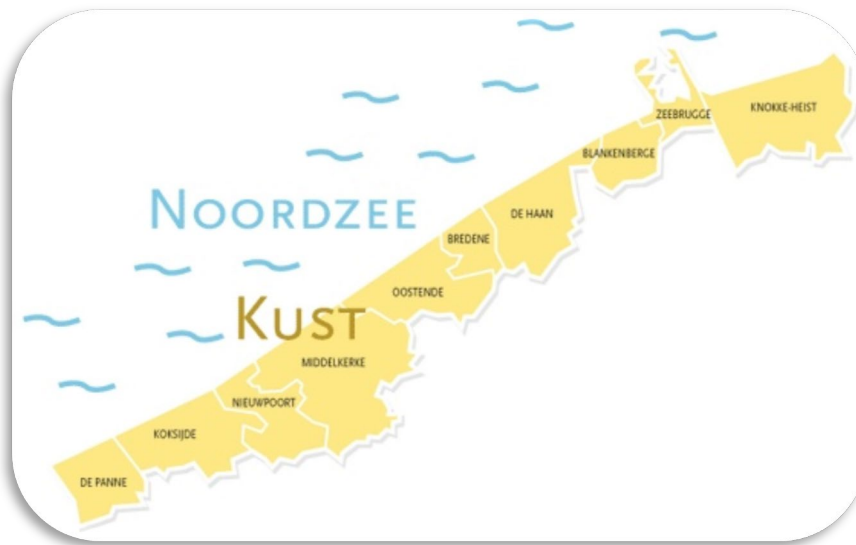 ZEEBRUGGE
KNOKKE-HEIST
BLANKENBERGE
NOORDZEE
DE HAAN
BREDENE
OOSTENDE
KUST
MIDDELKERKE
NIEUWPOORT
KOKSIJDE
DE PANNE